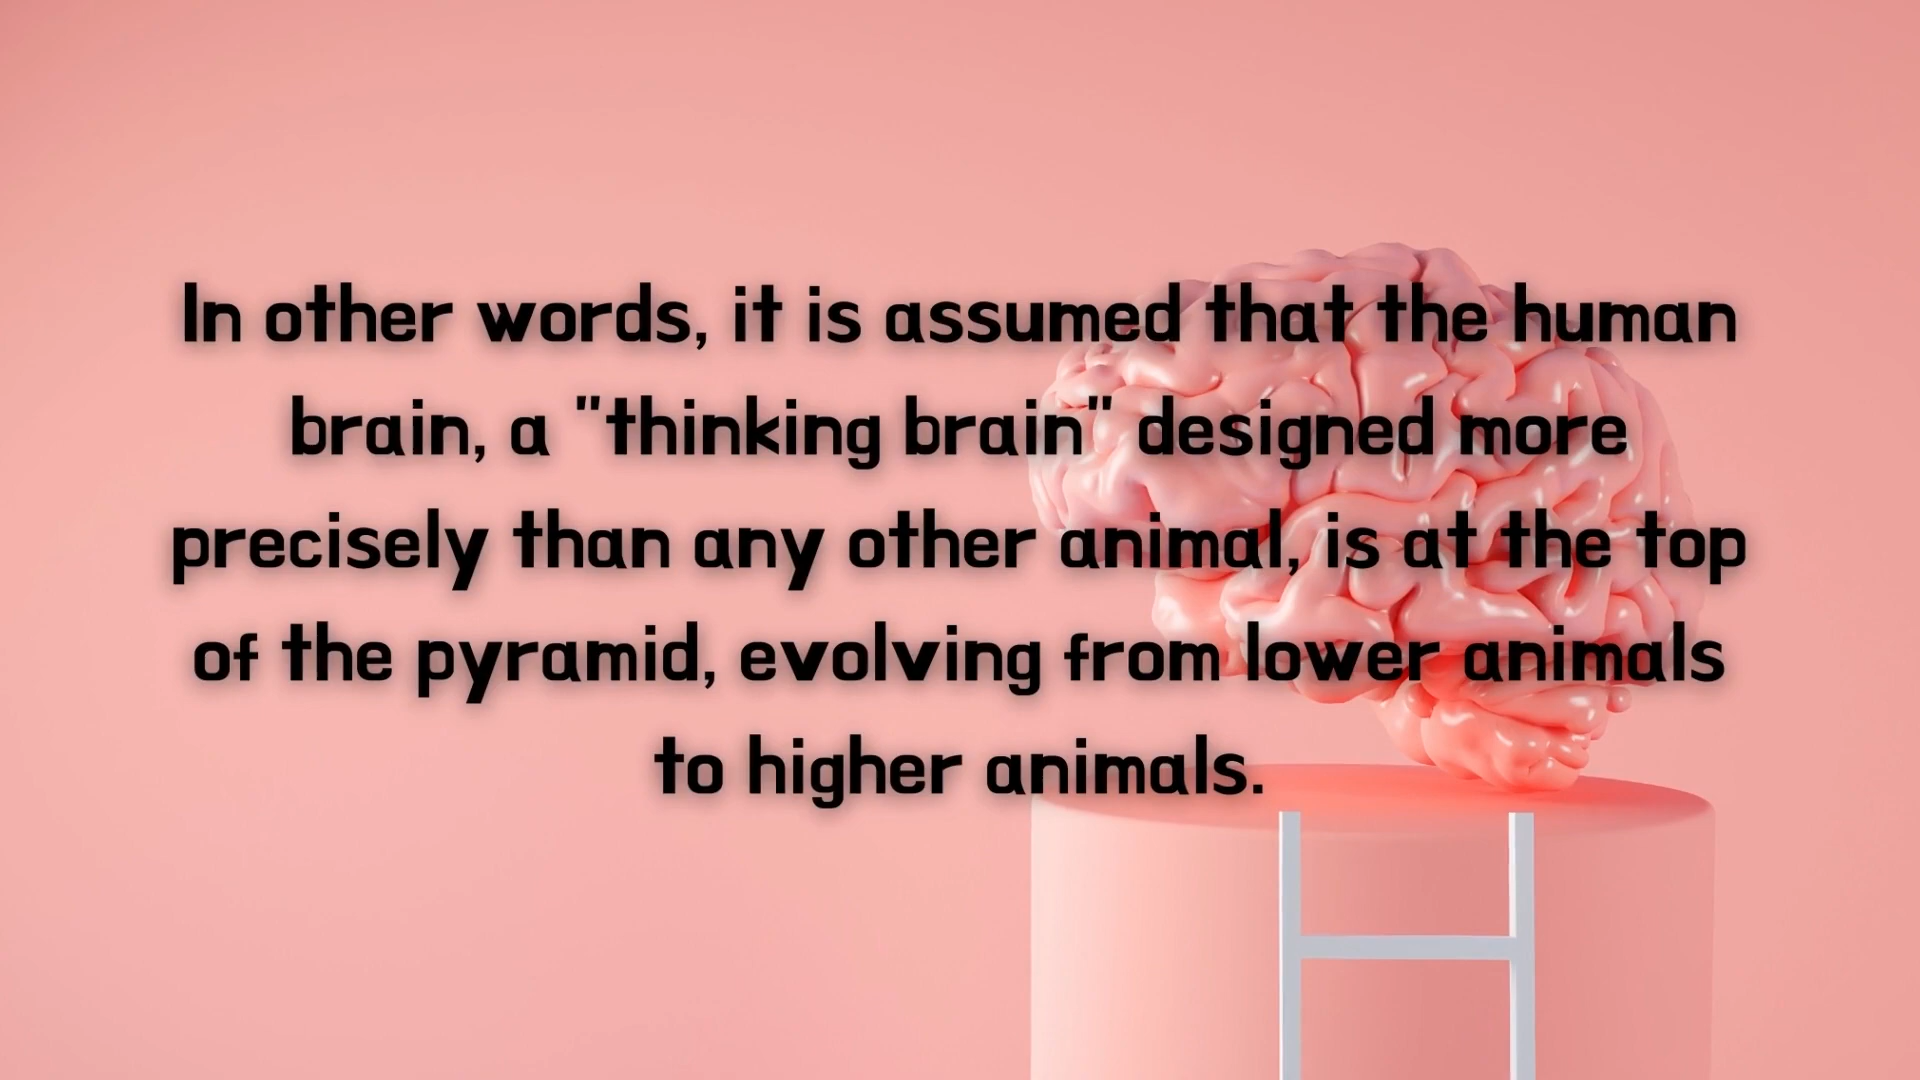 In other words, it is assumed that the human
brain, a "thinking brain" designed more
precisely than any other animal, is at the top
of the pyramid, evolving from lower animals
to higher animals.